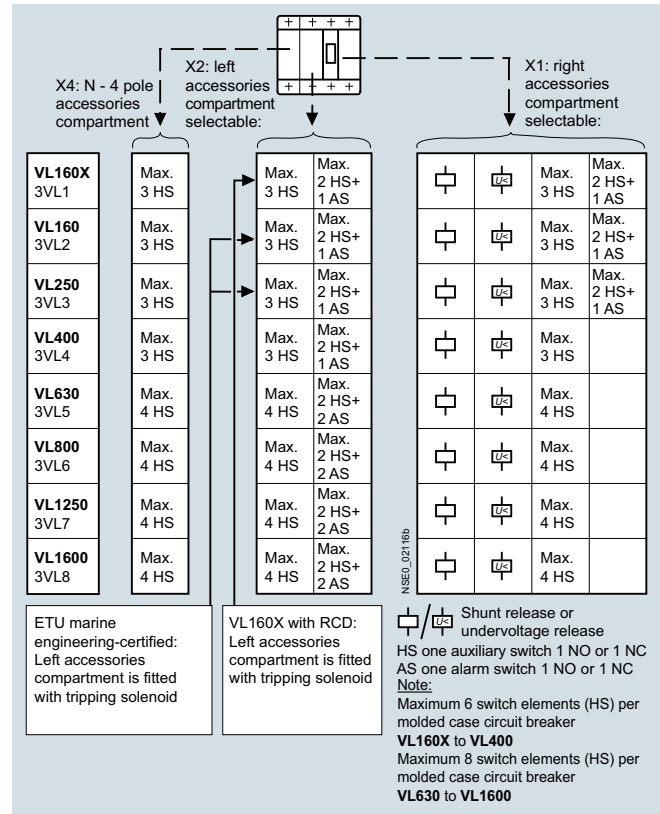 X4: N - 4 pole
accessories
compartment
X2: left
accessories
compartment
selectable:
X1: right
accessories
compartment
selectable:
VL160X
3VL1
Max.
3 HS
Max.
3 HS
Max.
2 HS+
1 AS
U<
Max.
3 HS
Max.
2 HS+
1 AS
VL160
3VL2
Max.
3 HS
Max.
3 HS
Max.
2 HS+
1 AS
U<
Max.
3 HS
Max.
2 HS+
1 AS
VL250
3VL3
Max.
3 HS
Max.
3 HS
Max.
2 HS+
1 AS
U<
Max.
3 HS
Max.
2 HS+
1 AS
VL400
3VL4
Max.
3 HS
Max.
3 HS
Max.
2 HS+
1 AS
U<
Max.
3 HS
VL630
3VL5
Max.
4 HS
Max.
4 HS
Max.
2 HS+
2 AS
U<
Max.
4 HS
VL800
3VL6
Max.
4 HS
Max.
4 HS
Max.
2 HS+
2 AS
U<
Max.
4 HS
VL1250
3VL7
Max.
4 HS
Max.
4 HS
Max.
2 HS+
2 AS
U<
Max.
4 HS
VL1600
3VL8
Max.
4 HS
Max.
4 HS
Max.
2 HS+
2 AS
U<
Max.
4 HS
NSE0_02116b
ETU marine
engineering-certified:
Left accessories
compartment is fitted
with tripping solenoid
VL160X with RCD:
Left accessories
compartment is fitted
with tripping solenoid
U< Shunt release or
undervoltage release
HS one auxiliary switch 1 NO or 1 NC
AS one alarm switch 1 NO or 1 NC
Note:
Maximum 6 switch elements (HS) per
molded case circuit breaker
VL160X to VL400
Maximum 8 switch elements (HS) per
molded case circuit breaker
VL630 to VL1600